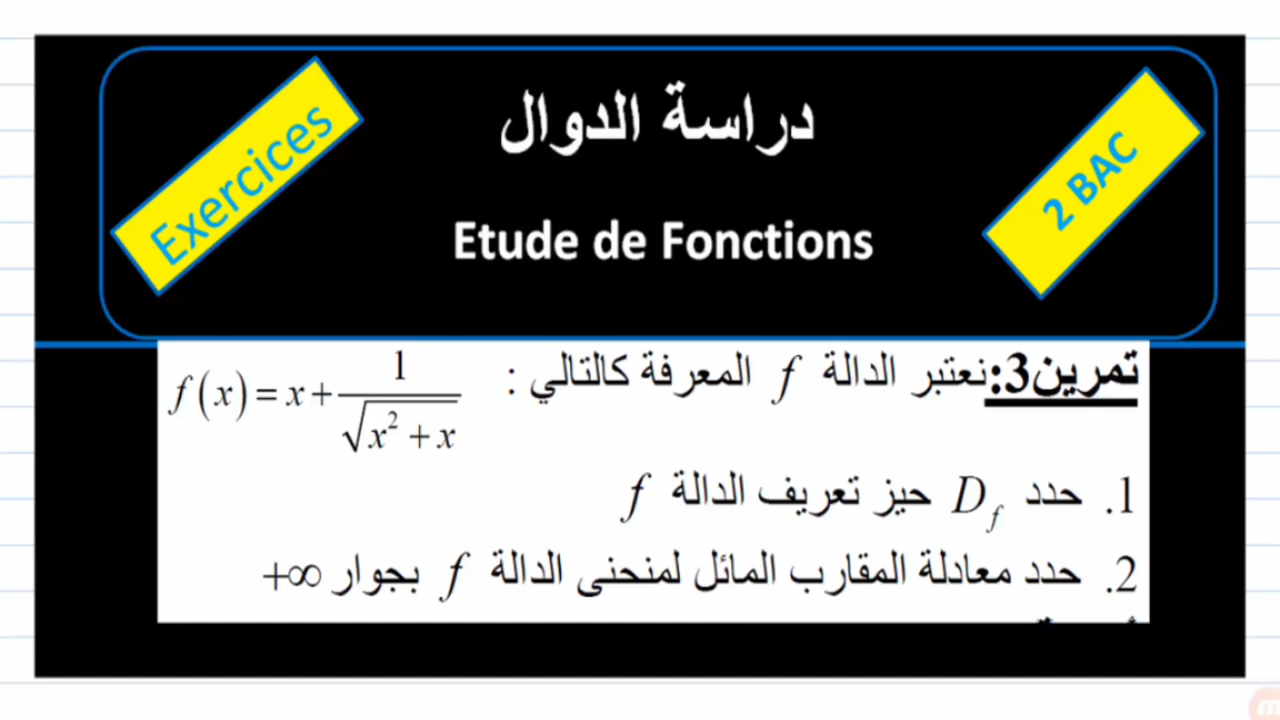 Exercices
دراسة الدوال
2 BAC
Etude de Fonctions
تمرين3: نعتبر الدالة f المعرفة كالتالي : f(x) = x + 1/√(x² + x)
1. حدد D_f حيز تعريف الدالة f
2. حدد معادلة المقارب المائل لمنحنى الدالة f بجوار +∞